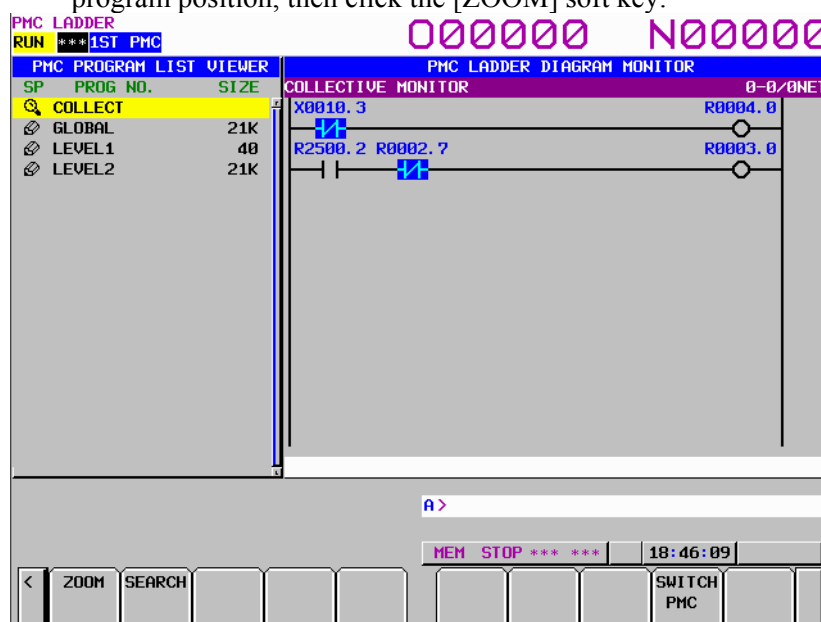 program position, then click the [ZOOM] soft key.
PMC LADDER
RUN ***1ST PMC
O00000 N00000
PMC PROGRAM LIST VIEWER
SP PROG NO. SIZE
COLLECT
GLOBAL 21K
LEVEL1 40
LEVEL2 21K
PMC LADDER DIAGRAM MONITOR
COLLECTIVE MONITOR 0-0/0NE
X0010.3 R0004.0
R2500.2 R0002.7 R0003.0
A>
MEM STOP *** *** 18:46:09
< ZOOM SEARCH SWITCH
PMC